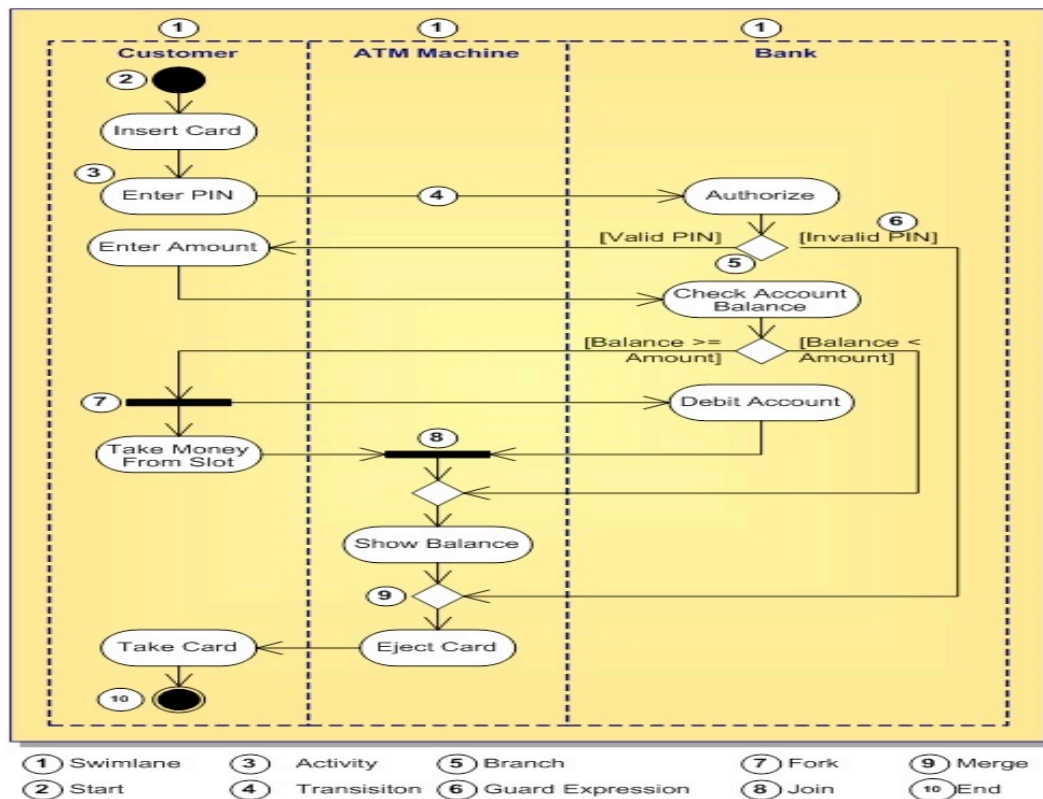 1 1 1
Customer ATM Machine Bank
2
Insert Card
3
Enter PIN 4 Authorize
6
Enter Amount [Valid PIN] [Invalid PIN]
5
Check Account
Balance
[Balance >= [Balance <
Amount] Amount]
7 Debit Account
8
Take Money
From Slot
Show Balance
9
Take Card Eject Card
10
1 Swimlane 3 Activity 5 Branch 7 Fork 9 Merge
2 Start 4 Transisiton 6 Guard Expression 8 Join 10 End